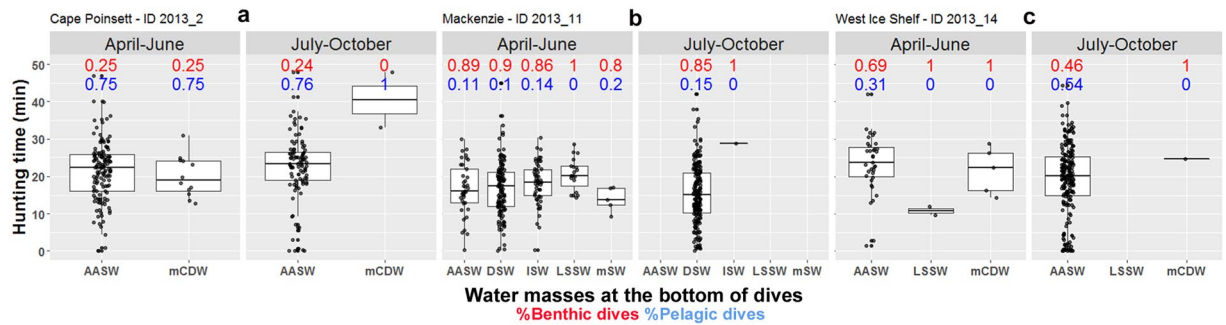 Cape Poinsett - ID 2013_2 a
Mackenzie - ID 2013_11 b
West Ice Shelf - ID 2013_14 c
April-June July-October April-June July-October April-June July-October
0.25 0.25 0.24 0 0.89 0.9 0.86 1 0.8 0.85 1 0.69 1 1 0.46 1
0.75 0.75 0.76 1 0.11 0.1 0.14 0 0.2 0.15 0 0.31 0 0 0.54 0
50
40
30
20
10
0
Hunting time (min)
AASW mCDW AASW mCDW AASW DSW ISW LSSW mSW AASW DSW ISW LSSW mSW AASW LSSW mCDW AASW LSSW mCDW
Water masses at the bottom of dives
%Benthic dives %Pelagic dives